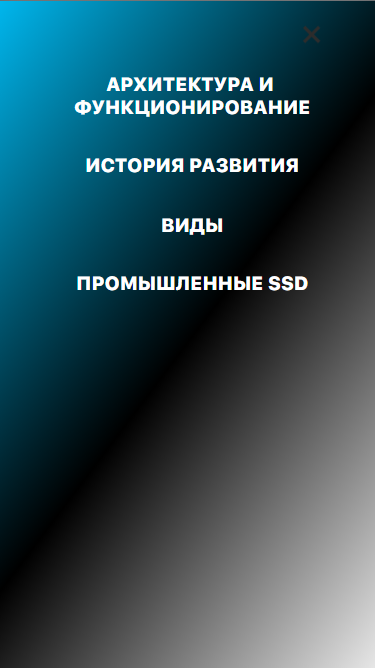 АРХИТЕКТУРА И
ФУНКЦИОНИРОВАНИЕ
ИСТОРИЯ РАЗВИТИЯ
ВИДЫ
ПРОМЫШЛЕННЫЕ SSD